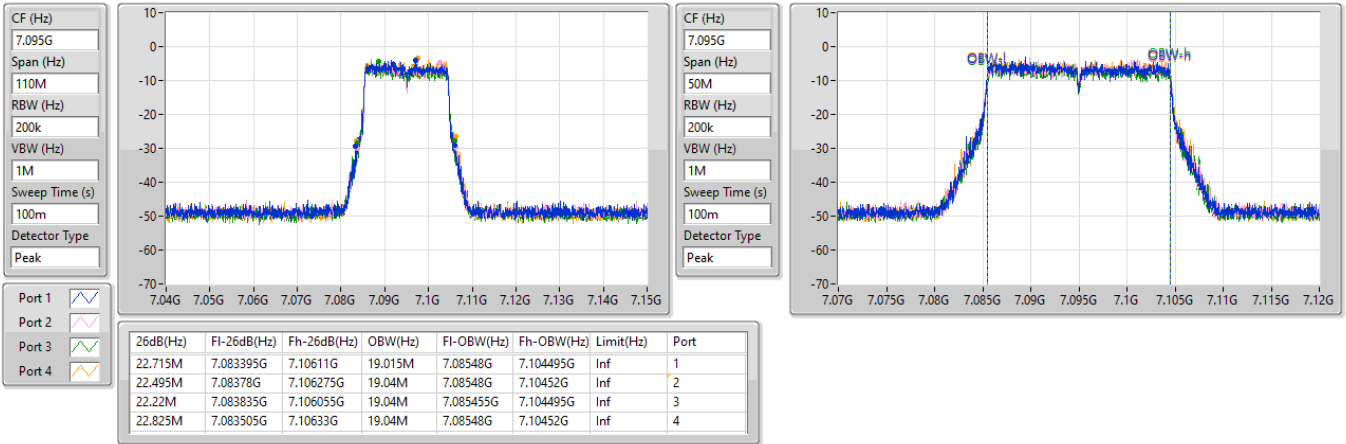 CF (Hz)
7.095G
Span (Hz)
110M
RBW (Hz)
200k
VBW (Hz)
1M
Sweep Time (s)
100m
Detector Type
Peak
10-
0-
-10-
-20-
-30-
-40-
-50-
-60-
-70-
7.04G 7.05G 7.06G 7.07G 7.08G 7.09G 7.1G 7.11G 7.12G 7.13G 7.14G 7.15G
CF (Hz)
7.095G
Span (Hz)
50M
RBW (Hz)
200k
VBW (Hz)
1M
Sweep Time (s)
100m
Detector Type
Peak
10-
0-
-10-
-20-
-30-
-40-
-50-
-60-
-70-
OBW-l OBW-h
7.07G 7.075G 7.08G 7.085G 7.09G 7.095G 7.1G 7.105G 7.11G 7.115G 7.12G
Port 1
Port 2
Port 3
Port 4
26dB(Hz) Fl-26dB(Hz) Fh-26dB(Hz) OBW(Hz) Fl-OBW(Hz) Fh-OBW(Hz) Limit(Hz) Port
22.715M 7.083395G 7.10611G 19.015M 7.08548G 7.104495G Inf 1
22.495M 7.08378G 7.106275G 19.04M 7.08548G 7.10452G Inf 2
22.22M 7.083835G 7.106055G 19.04M 7.085455G 7.104495G Inf 3
22.825M 7.083505G 7.10633G 19.04M 7.08548G 7.10452G Inf 4